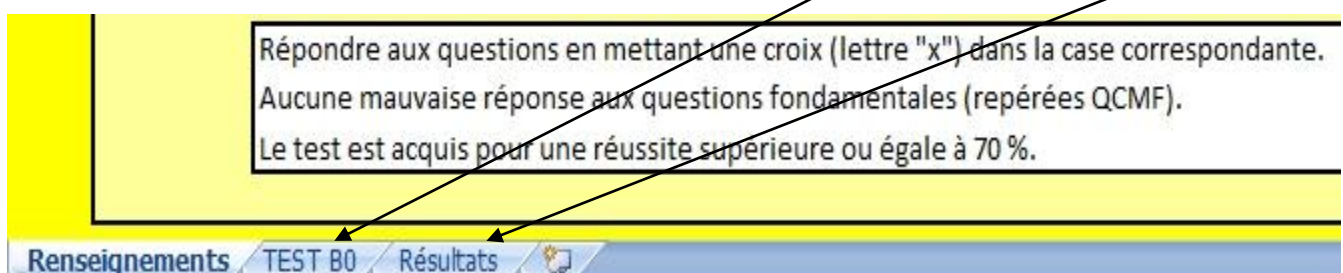 Répondre aux questions en mettant une croix (lettre "x") dans la case correspondante.
Aucune mauvaise réponse aux questions fondamentales (repérées QCMF).
Le test est acquis pour une réussite supérieure ou égale à 70 %.
Renseignements TEST B0 Résultats